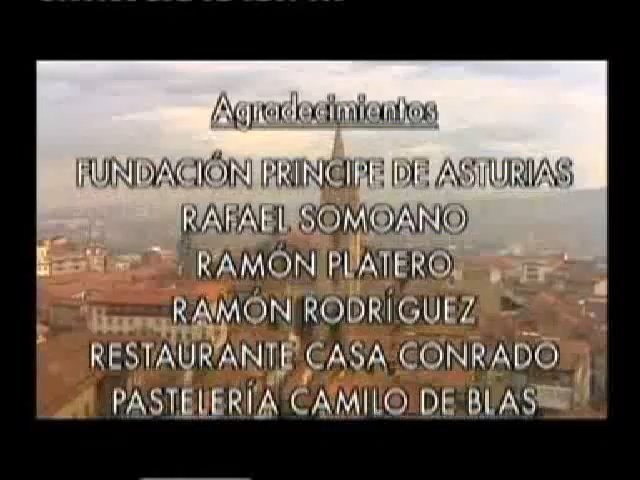 Agradecimientos
FUNDACIÓN PRINCIPE DE ASTURIAS
RAFAEL SOMOANO
RAMÓN PLATERO
RAMÓN RODRÍGUEZ
RESTAURANTE CASA CONRADO
PASTELERÍA CAMILO DE BLAS